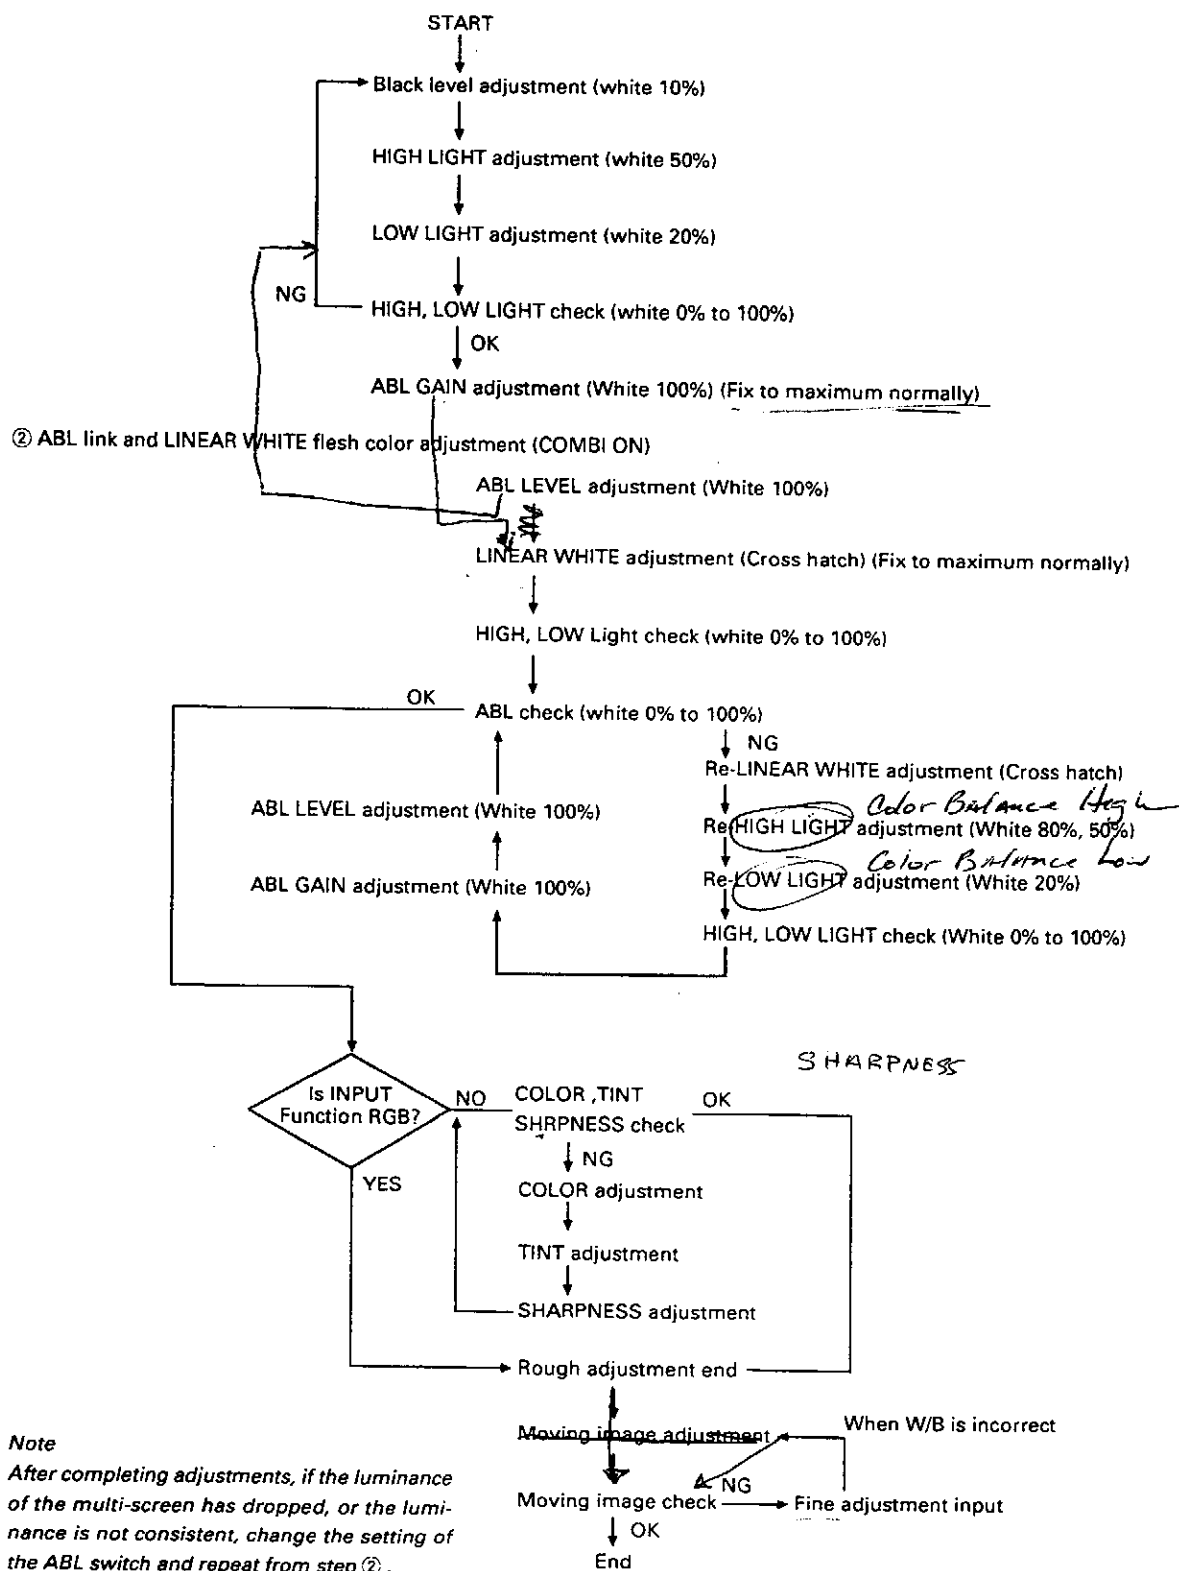 START
Black level adjustment (white 10%)
HIGH LIGHT adjustment (white 50%)
LOW LIGHT adjustment (white 20%)
NG
HIGH, LOW LIGHT check (white 0% to 100%)
OK
ABL GAIN adjustment (White 100%) (Fix to maximum normally)
② ABL link and LINEAR WHITE flesh color adjustment (COMBI ON)
ABL LEVEL adjustment (White 100%)
LINEAR WHITE adjustment (Cross hatch) (Fix to maximum normally)
HIGH, LOW Light check (white 0% to 100%)
OK
ABL check (white 0% to 100%)
NG
Re-LINEAR WHITE adjustment (Cross hatch)
Color Balance High
ABL LEVEL adjustment (White 100%)
Re-HIGH LIGHT adjustment (White 80%, 50%)
Color Balance Low
ABL GAIN adjustment (White 100%)
Re-LOW LIGHT adjustment (White 20%)
HIGH, LOW LIGHT check (White 0% to 100%)
SHARPNESS
Is INPUT
Function RGB?
NO
COLOR ,TINT
SHRPNESS check
OK
NG
YES
COLOR adjustment
TINT adjustment
SHARPNESS adjustment
Rough adjustment end
Moving image adjustment
When W/B is incorrect
NG
Moving image check
Fine adjustment input
OK
End
Note
After completing adjustments, if the luminance
of the multi-screen has dropped, or the lumi-
nance is not consistent, change the setting of
the ABL switch and repeat from step ②.